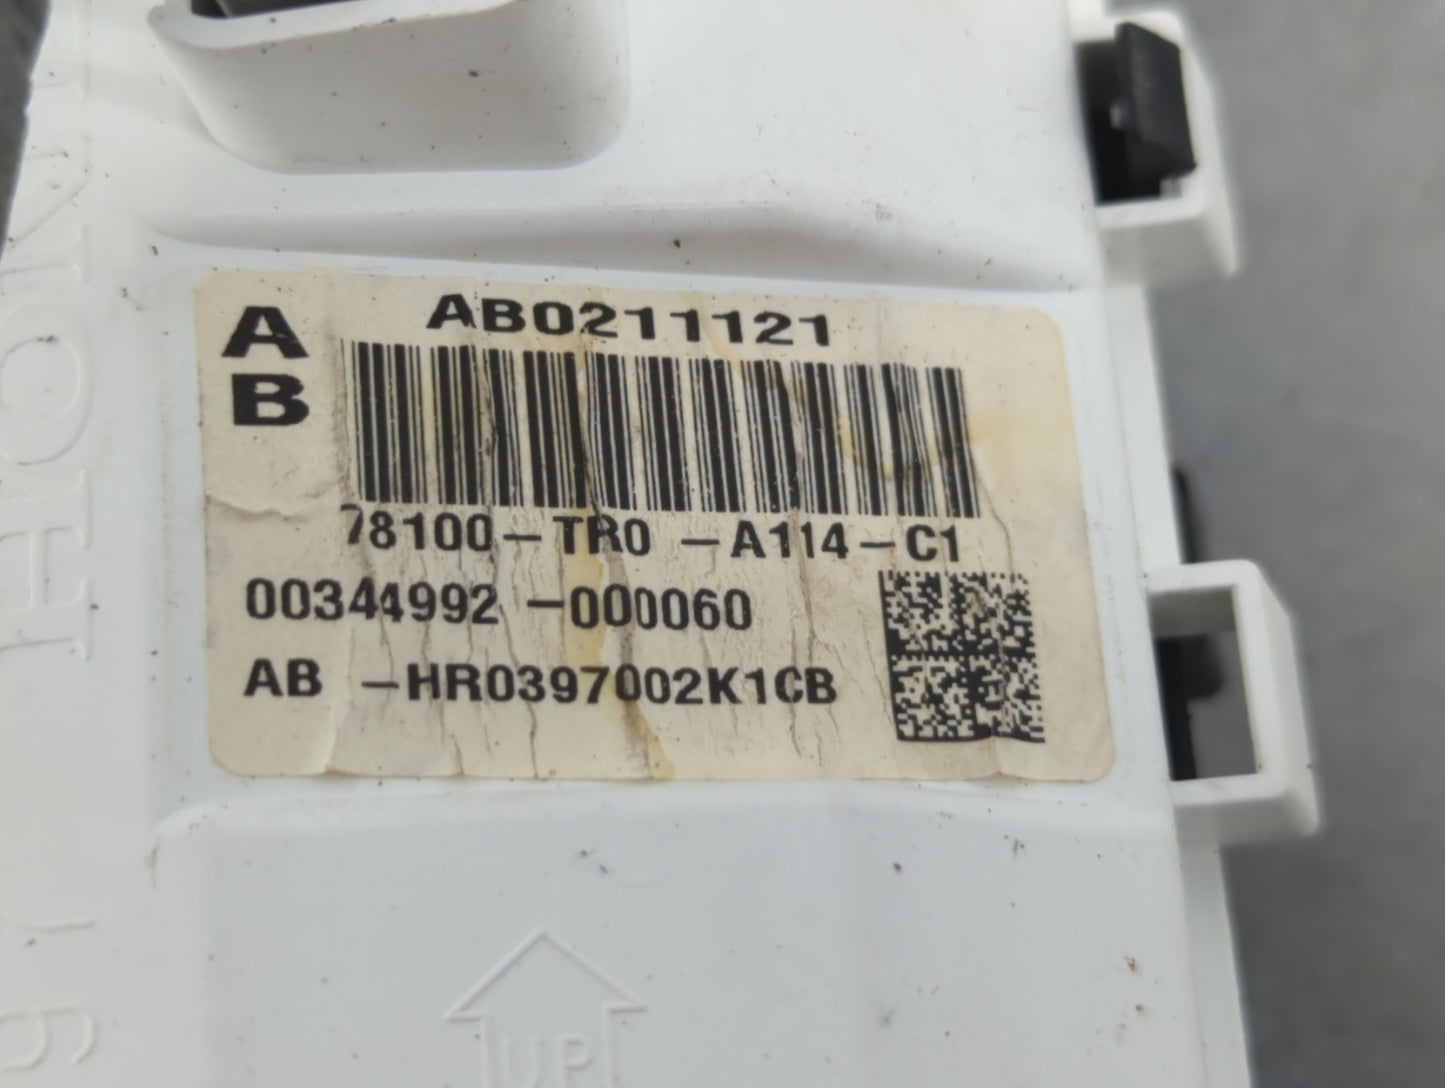 A
B
AB0211121
78100-TR0 -A114-C1
00344992 -000060
AB -HR0397002K1CB
UP